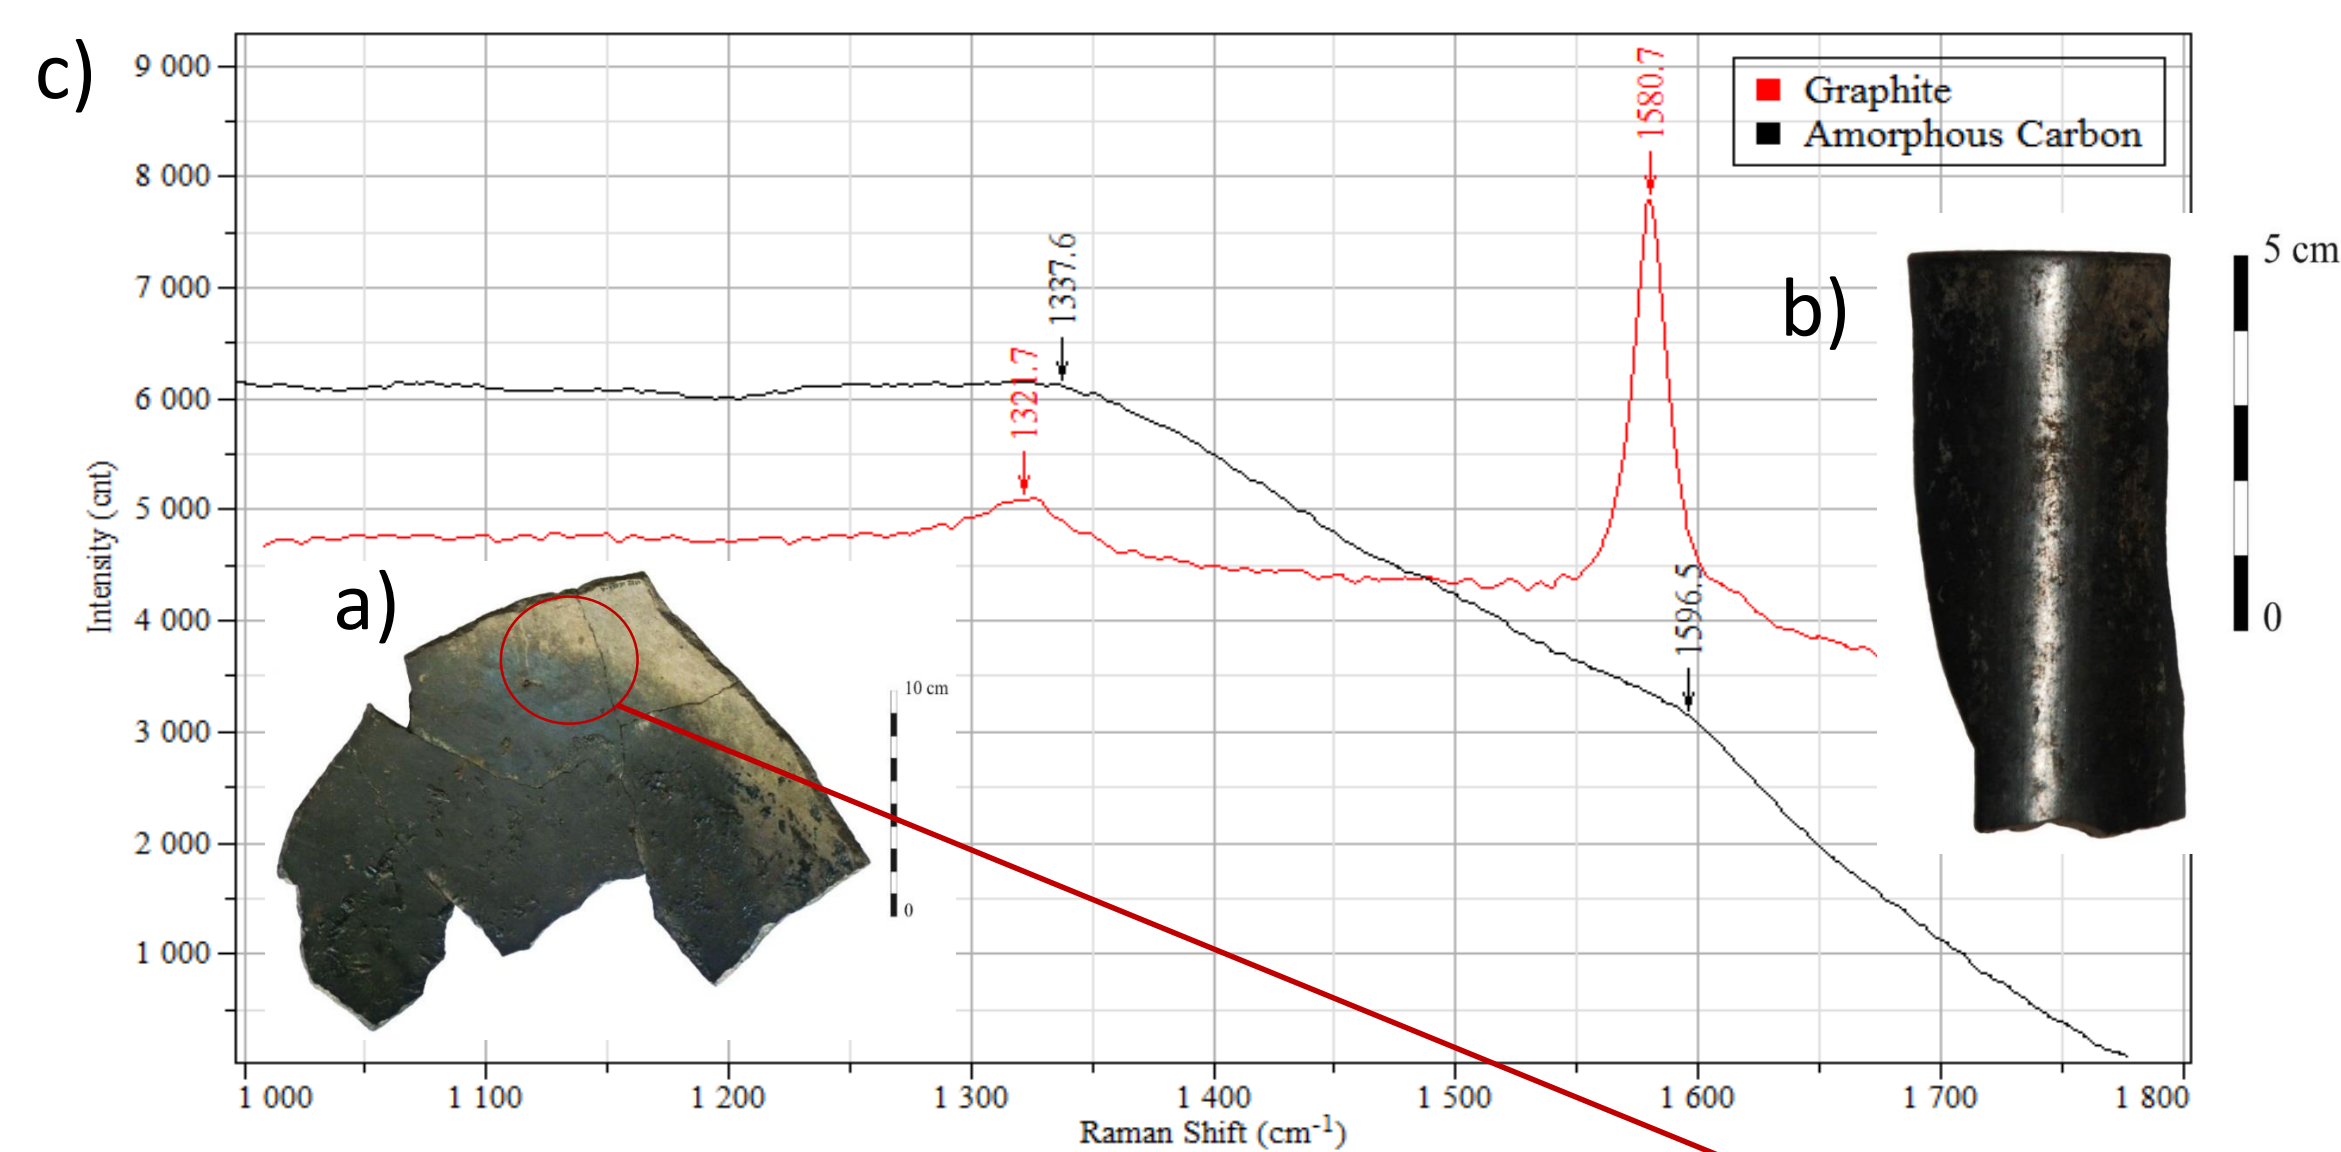 c)
9 000
8 000
7 000
6 000
5 000
4 000
3 000
2 000
1 000
Intensity (cnt)
1 000
1 100
1 200
1 300
1 400
1 500
1 600
1 700
1 800
Raman Shift (cm-1)
Graphite
Amorphous Carbon
1580.7
1337.6
1321.7
1596.5
a)
10 cm
0
b)
5 cm
0